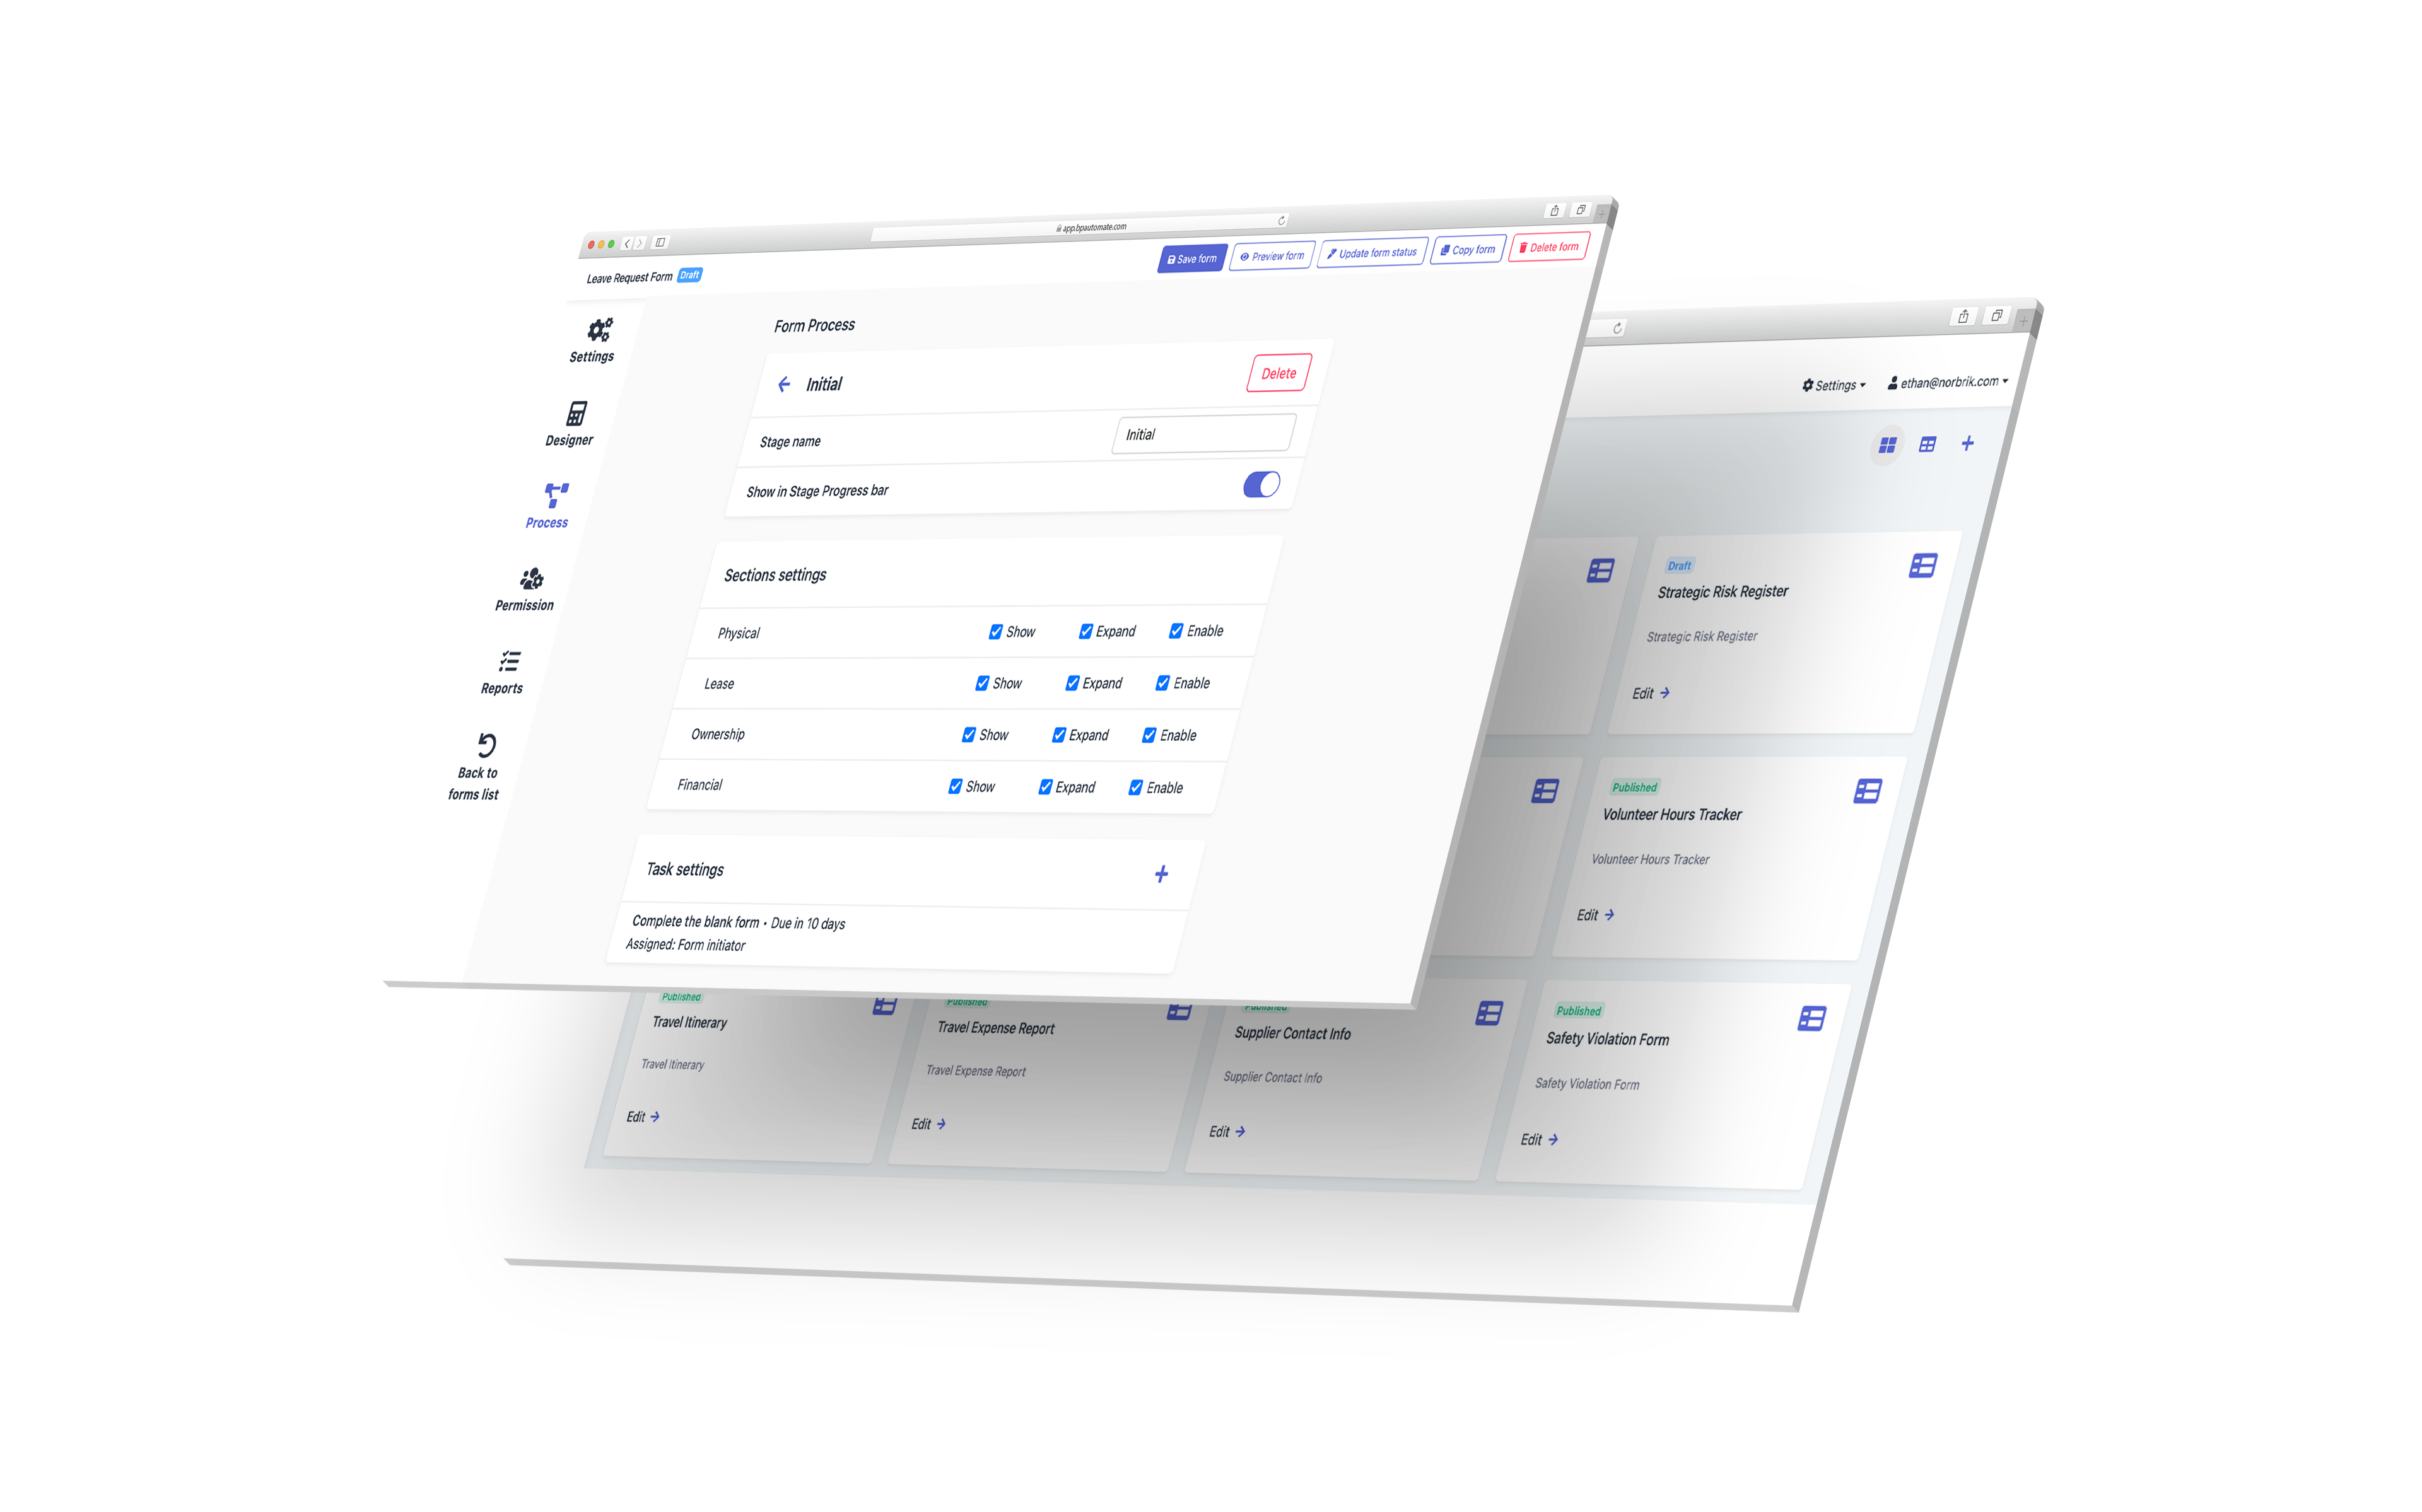 app.bpautomate.com
Leave Request Form Draft
Save form Preview form Update form status Copy form Delete form
Settings
Designer
Process
Permission
Reports
Back to
forms list
Form Process
Initial Delete
Stage name Initial
Show in Stage Progress bar
Sections settings
Physical Show Expand Enable
Lease Show Expand Enable
Ownership Show Expand Enable
Financial Show Expand Enable
Task settings
Complete the blank form • Due in 10 days
Assigned: Form initiator
Settings ethan@norbrik.com
Draft
Strategic Risk Register
Strategic Risk Register
Edit
Published
Volunteer Hours Tracker
Volunteer Hours Tracker
Edit
Published
Travel Itinerary
Travel Itinerary
Edit
Published
Travel Expense Report
Travel Expense Report
Edit
Published
Supplier Contact Info
Supplier Contact Info
Edit
Published
Safety Violation Form
Safety Violation Form
Edit